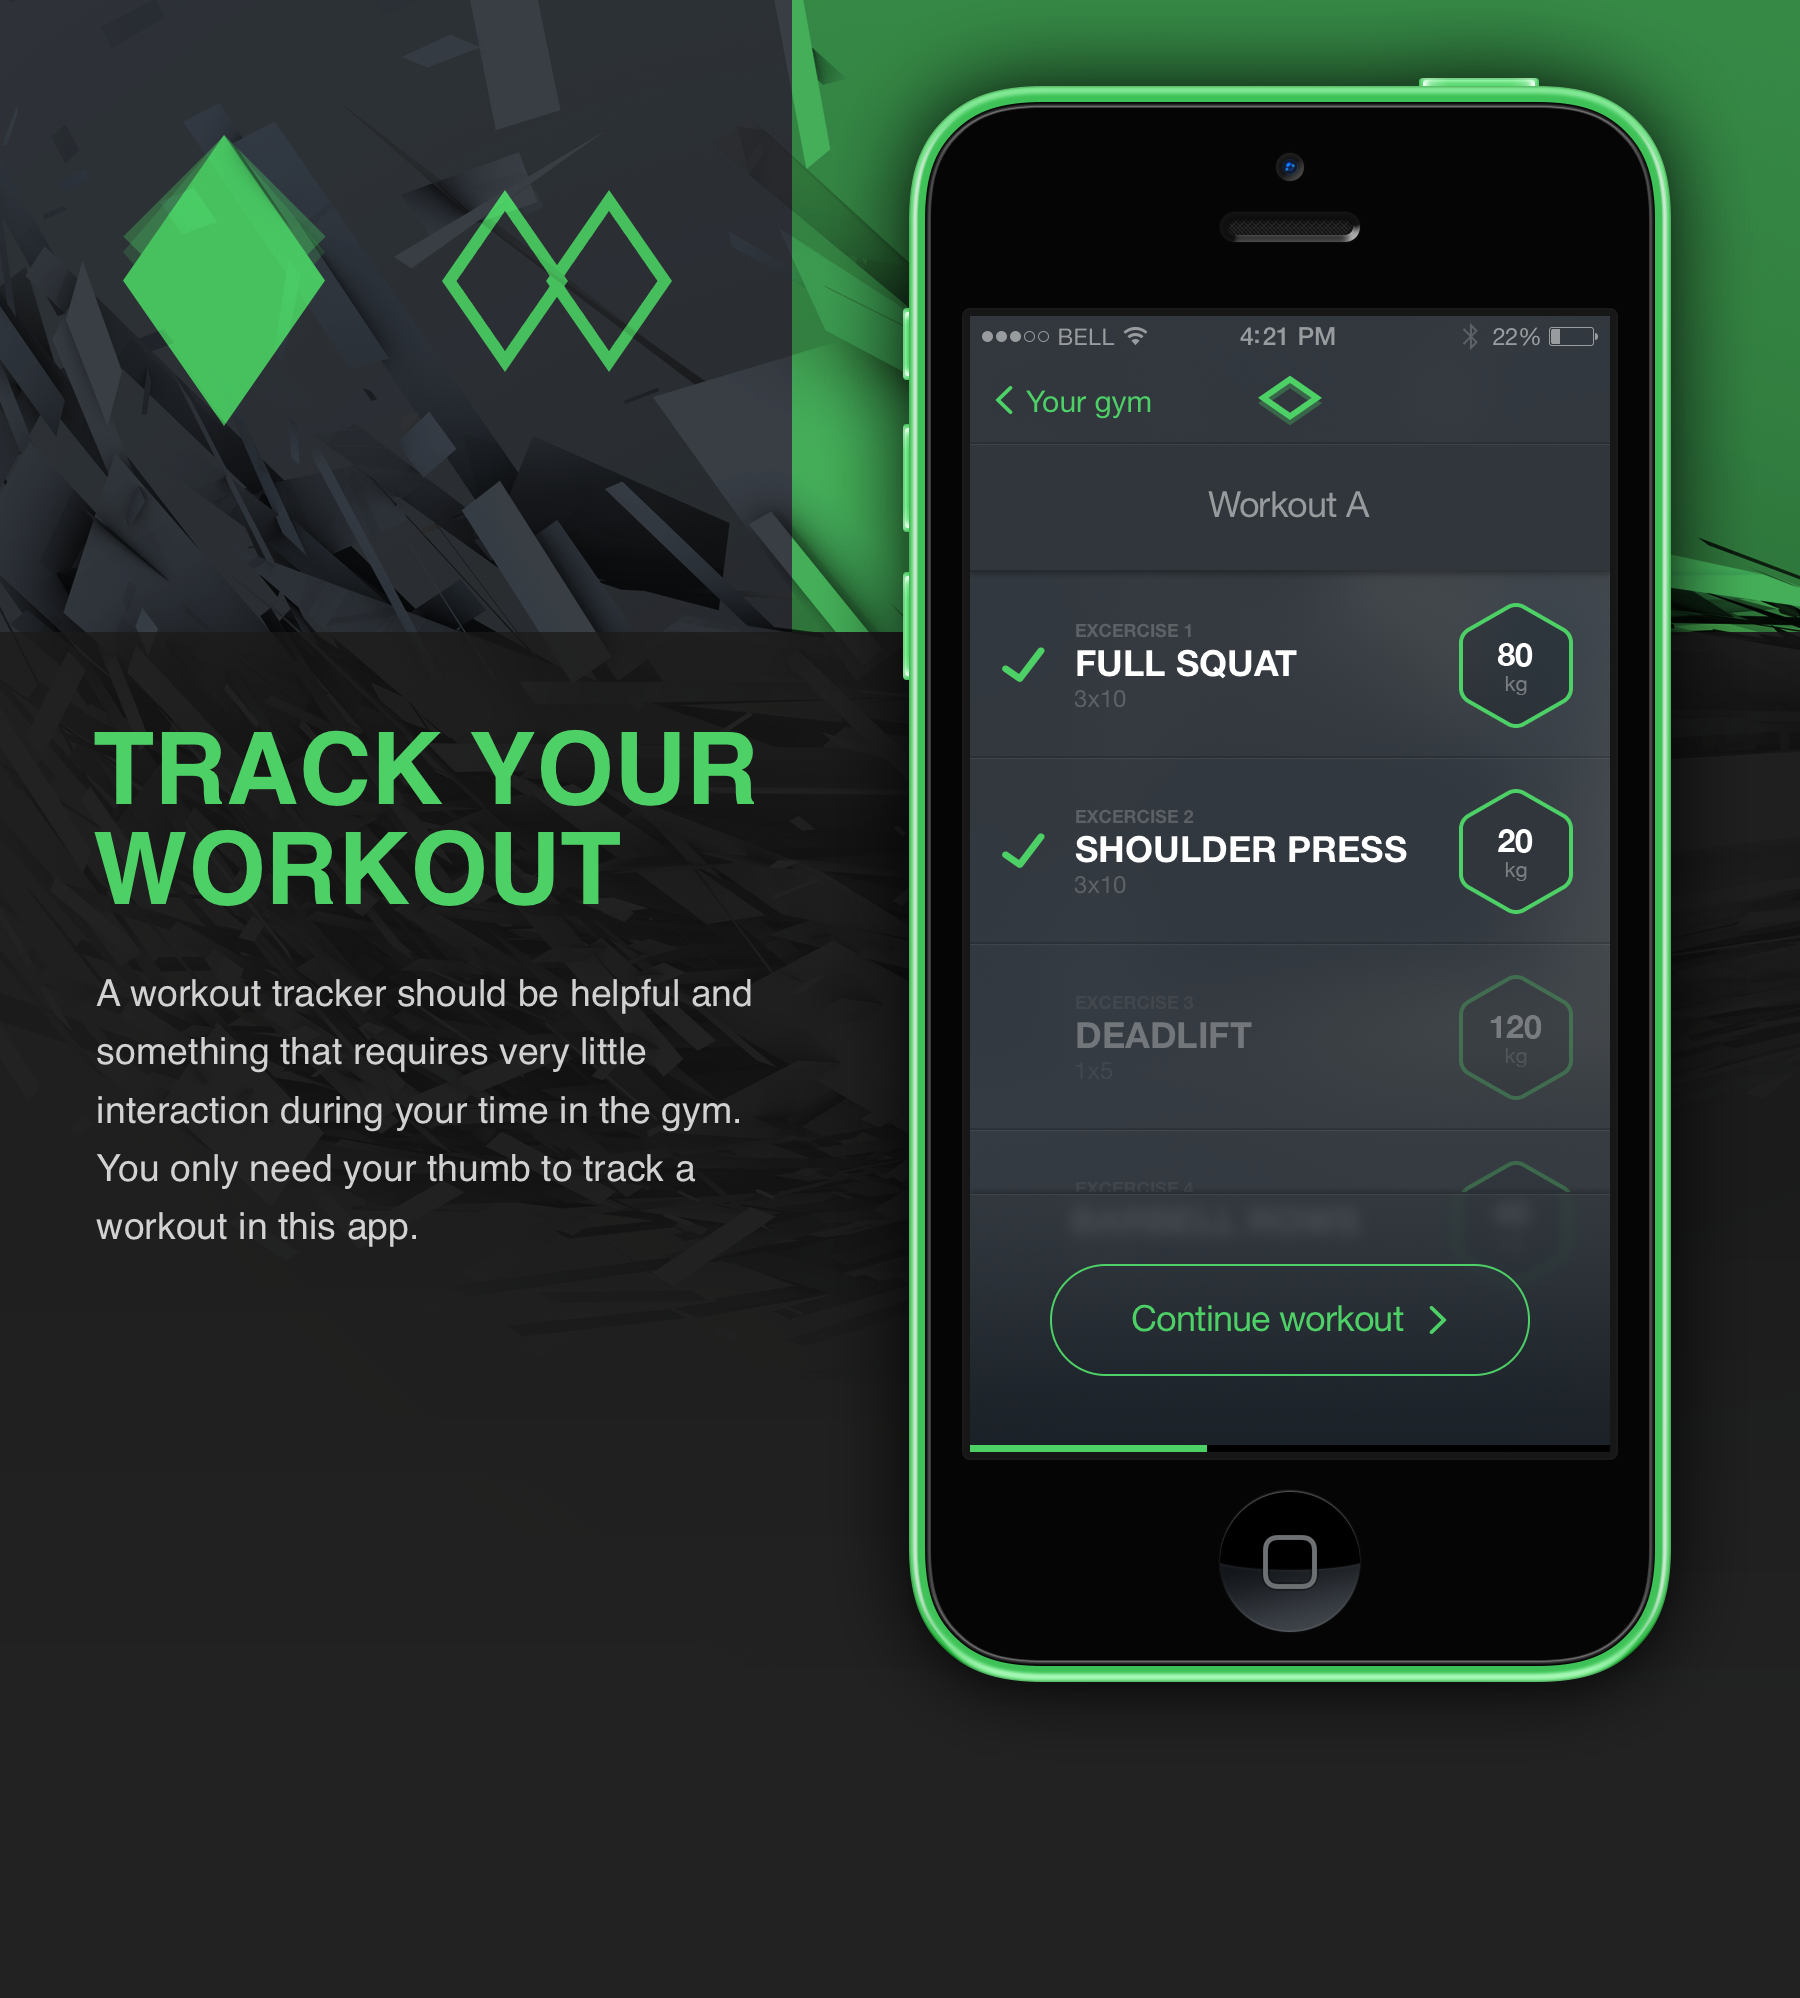 TRACK YOUR
WORKOUT
A workout tracker should be helpful and
something that requires very little
interaction during your time in the gym.
You only need your thumb to track a
workout in this app.
BELL 4:21 PM 22%
Your gym
Workout A
EXCERCISE 1
FULL SQUAT
3x10
80
kg
EXCERCISE 2
SHOULDER PRESS
3x10
20
kg
EXCERCISE 3
DEADLIFT
1x5
120
kg
EXCERCISE 4
BARBELL ROWS
Continue workout